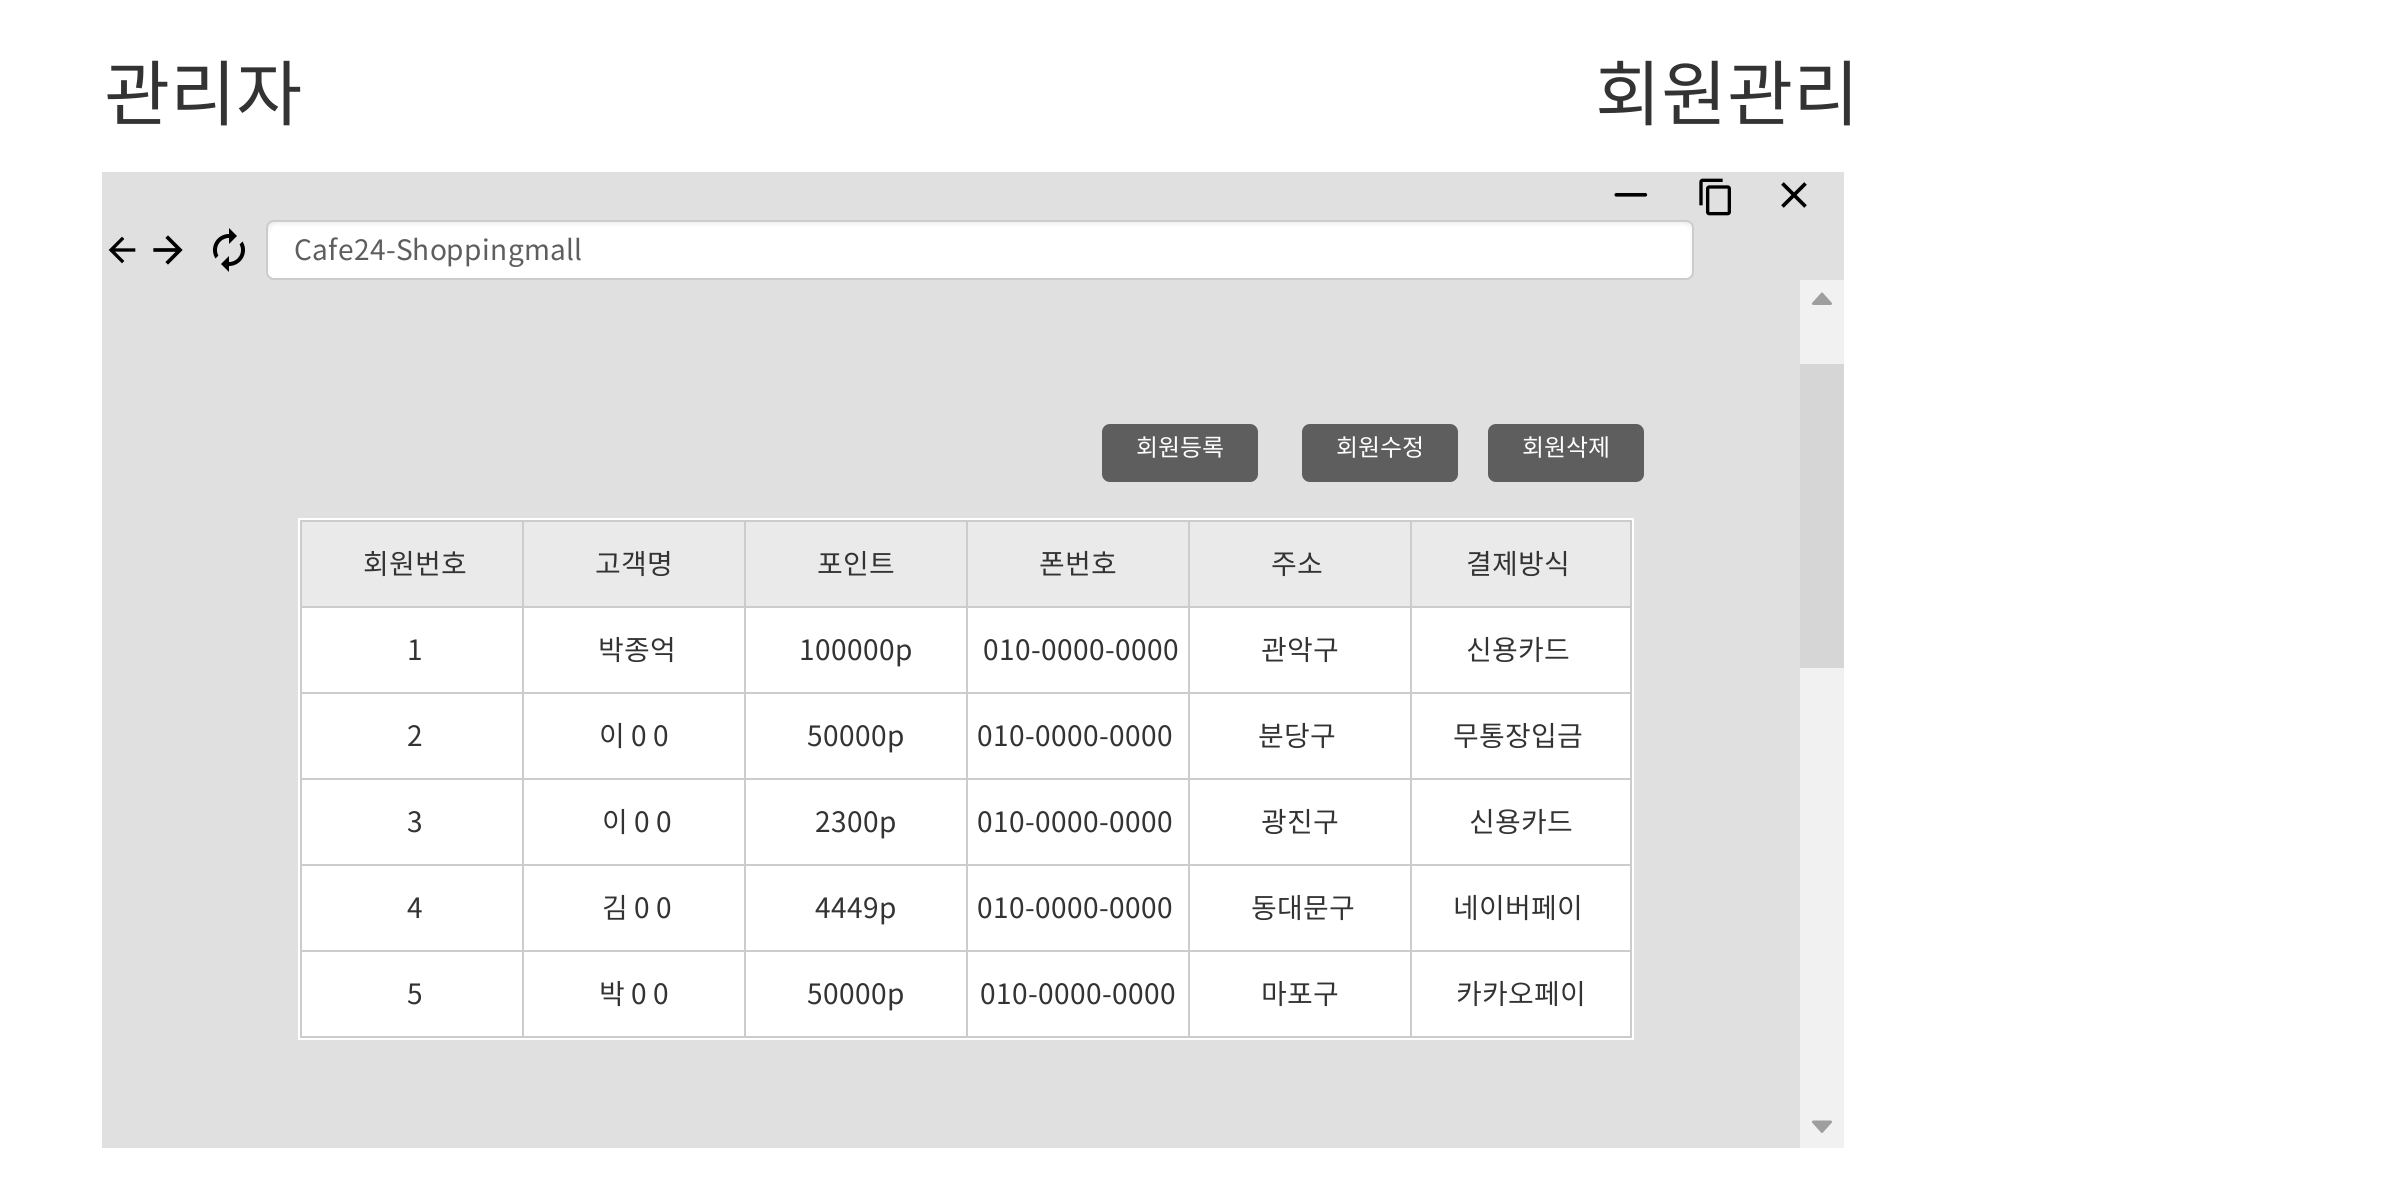 관리자 회원관리
Cafe24-Shoppingmall
회원등록 회원수정 회원삭제
회원번호 고객명 포인트 폰번호 주소 결제방식
1 박종억 100000p 010-0000-0000 관악구 신용카드
2 이 0 0 50000p 010-0000-0000 분당구 무통장입금
3 이 0 0 2300p 010-0000-0000 광진구 신용카드
4 김 0 0 4449p 010-0000-0000 동대문구 네이버페이
5 박 0 0 50000p 010-0000-0000 마포구 카카오페이